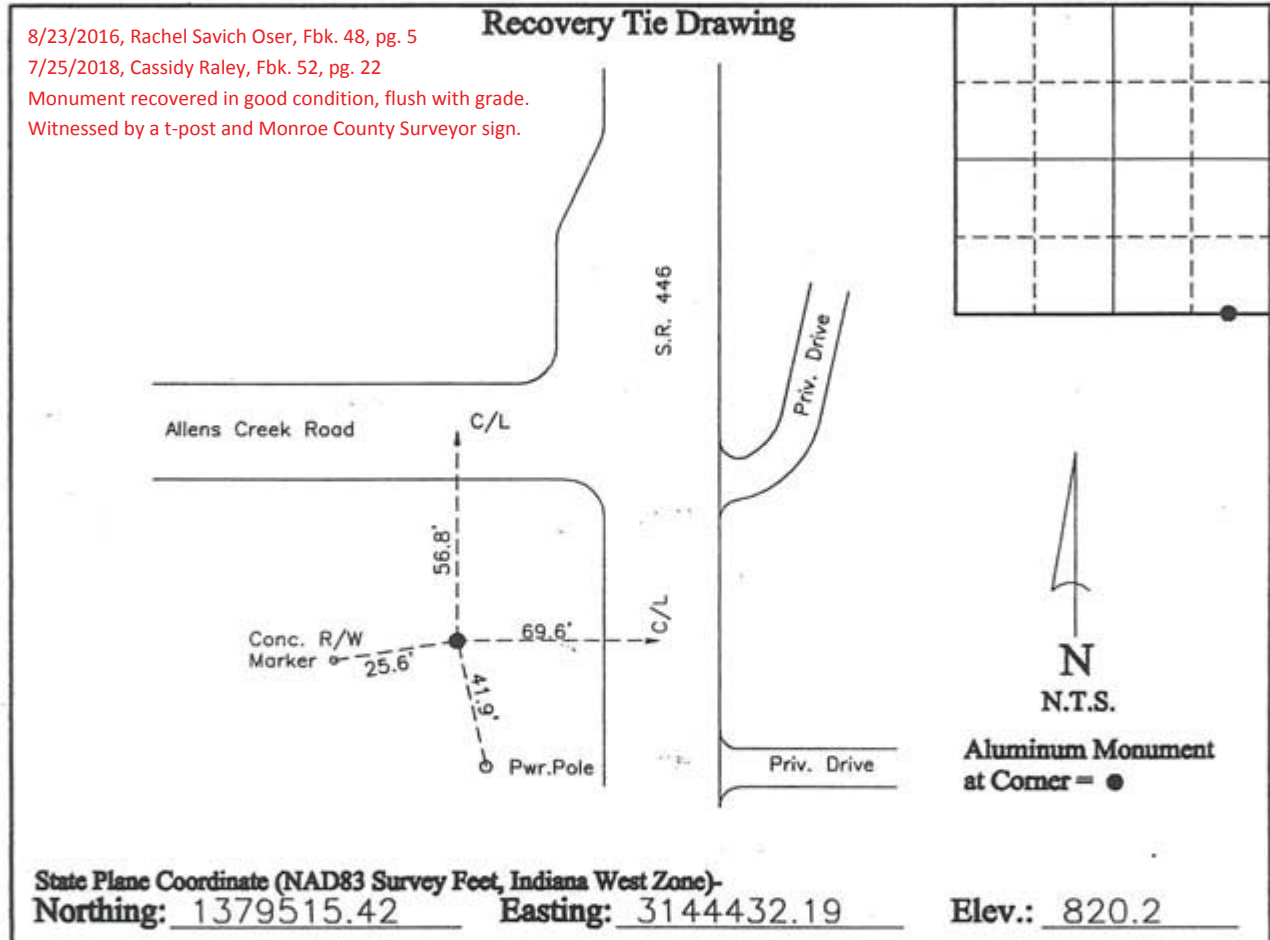 Recovery Tie Drawing
8/23/2016, Rachel Savich Oser, Fbk. 48, pg. 5
7/25/2018, Cassidy Raley, Fbk. 52, pg. 22
Monument recovered in good condition, flush with grade.
Witnessed by a t-post and Monroe County Surveyor sign.
S.R. 446
Priv. Drive
Allens Creek Road
C/L
56.8'
C/L
69.6'
Conc. R/W
Marker
25.6'
41.9'
Pwr.Pole
Priv. Drive
N
N.T.S.
Aluminum Monument
at Corner = ●
State Plane Coordinate (NAD83 Survey Feet, Indiana West Zone)-
Northing: 1379515.42 Easting: 3144432.19 Elev.: 820.2